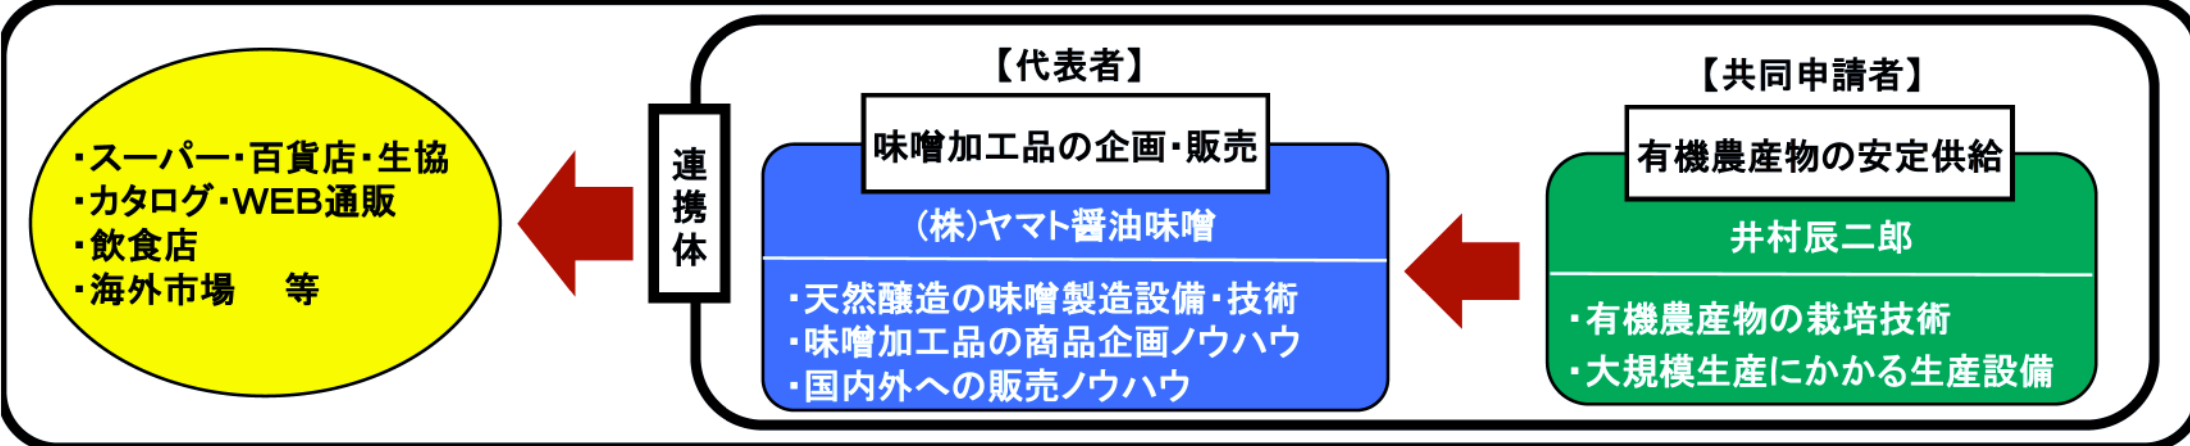 ・スーパー・百貨店・生協
・カタログ・WEB通販
・飲食店
・海外市場　等
連携体
【代表者】
味噌加工品の企画・販売
(株)ヤマト醤油味噌
・天然醸造の味噌製造設備・技術
・味噌加工品の商品企画ノウハウ
・国内外への販売ノウハウ
【共同申請者】
有機農産物の安定供給
井村辰二郎
・有機農産物の栽培技術
・大規模生産にかかる生産設備